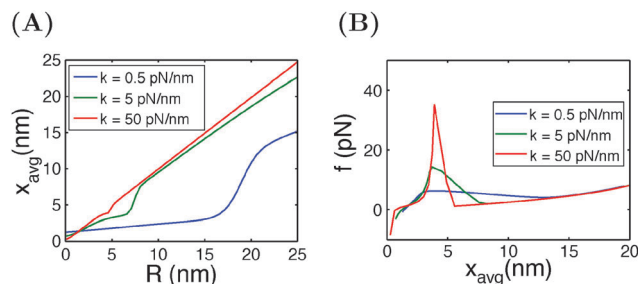 (A)
25
20
15
10
5
0
x_avg(nm)
k = 0.5 pN/nm
k = 5 pN/nm
k = 50 pN/nm
0 5 10 15 20 25
R (nm)
(B)
40
20
0
f (pN)
k = 0.5 pN/nm
k = 5 pN/nm
k = 50 pN/nm
0 5 10 15 20
x_avg(nm)